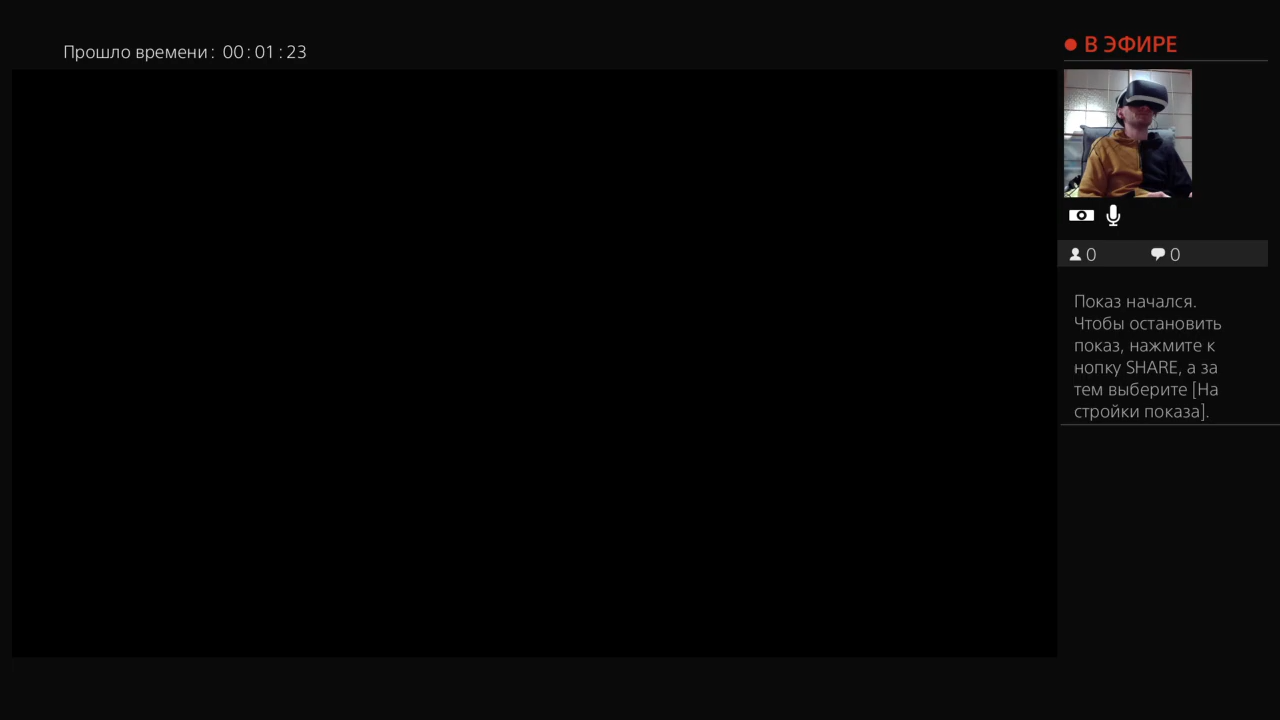 Прошло времени: 00:01:23
В ЭФИРЕ
0 0
Показ начался.
Чтобы остановить
показ, нажмите к
нопку SHARE, а за
тем выберите [На
стройки показа].